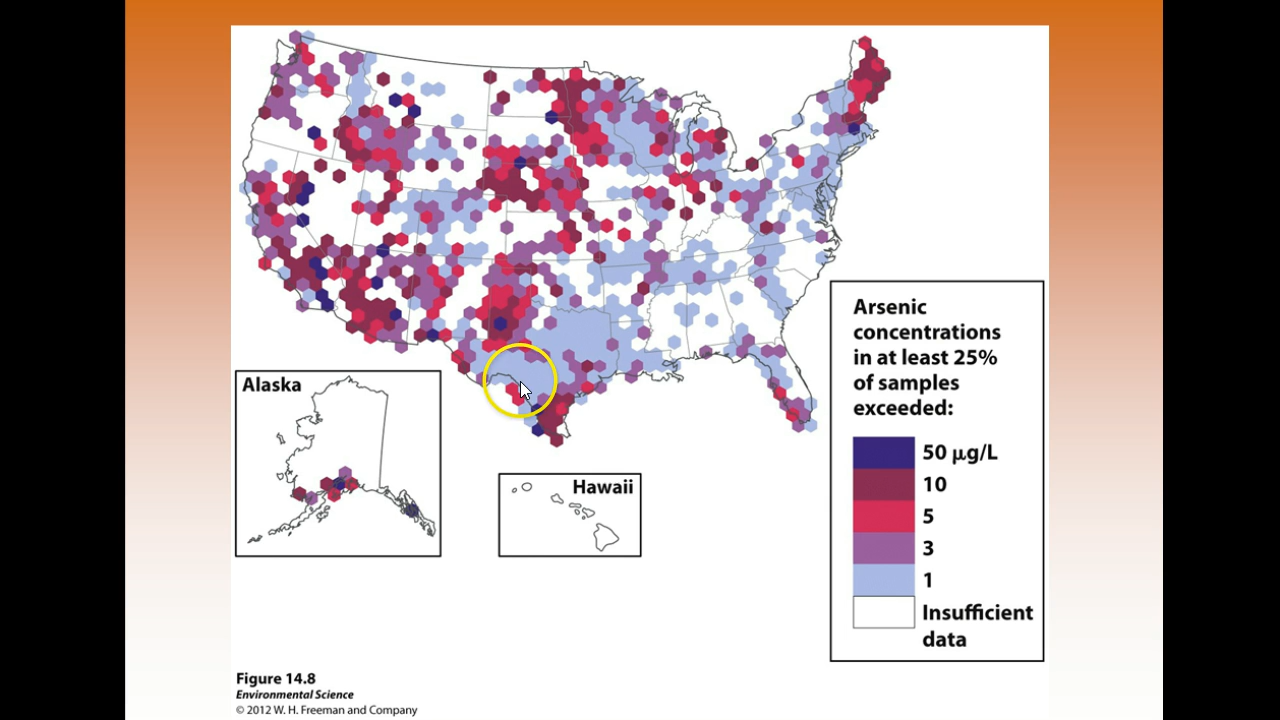 Arsenic
concentrations
in at least 25%
of samples
exceeded:
50 μg/L
10
5
3
1
Insufficient
data
Alaska
Hawaii
Figure 14.8
Environmental Science
© 2012 W. H. Freeman and Company